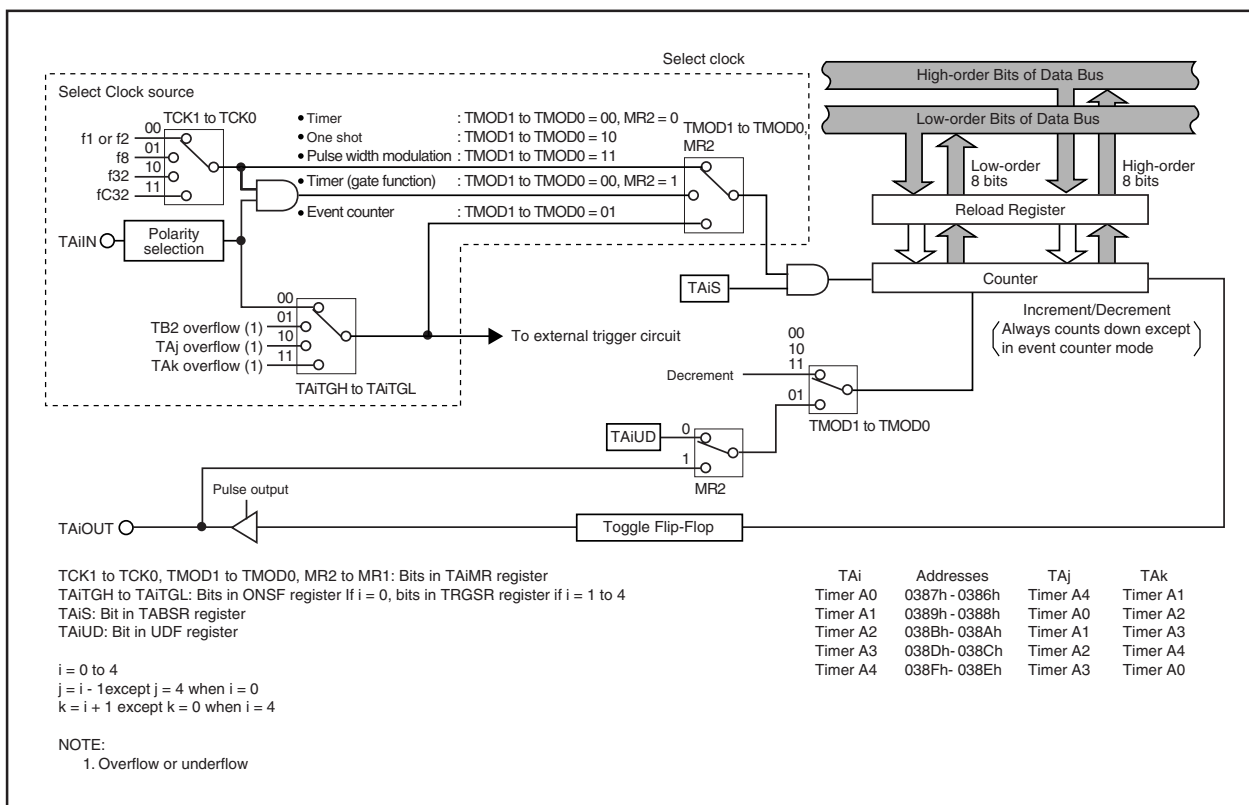 Select clock
Select Clock source
TCK1 to TCK0
f1 or f2
00
f8
01
f32
10
fC32
11
• Timer : TMOD1 to TMOD0 = 00, MR2 = 0
• One shot : TMOD1 to TMOD0 = 10
• Pulse width modulation : TMOD1 to TMOD0 = 11
• Timer (gate function) : TMOD1 to TMOD0 = 00, MR2 = 1
• Event counter : TMOD1 to TMOD0 = 01
TMOD1 to TMOD0,
MR2
High-order Bits of Data Bus
Low-order Bits of Data Bus
Low-order
8 bits
High-order
8 bits
Reload Register
Counter
Increment/Decrement
(Always counts down except
in event counter mode)
TAiIN
Polarity
selection
TAiS
00
TB2 overflow (1)
01
TAj overflow (1)
10
TAk overflow (1)
11
TAiTGH to TAiTGL
To external trigger circuit
00
10
11
Decrement
01
TMOD1 to TMOD0
TAiUD
0
1
MR2
Pulse output
TAiOUT
Toggle Flip-Flop
TCK1 to TCK0, TMOD1 to TMOD0, MR2 to MR1: Bits in TAiMR register
TAiTGH to TAiTGL: Bits in ONSF register If i = 0, bits in TRGSR register if i = 1 to 4
TAiS: Bit in TABSR register
TAiUD: Bit in UDF register
i = 0 to 4
j = i - 1except j = 4 when i = 0
k = i + 1 except k = 0 when i = 4
NOTE:
1. Overflow or underflow
TAi Addresses TAj TAk
Timer A0 0387h - 0386h Timer A4 Timer A1
Timer A1 0389h - 0388h Timer A0 Timer A2
Timer A2 038Bh- 038Ah Timer A1 Timer A3
Timer A3 038Dh- 038Ch Timer A2 Timer A4
Timer A4 038Fh- 038Eh Timer A3 Timer A0